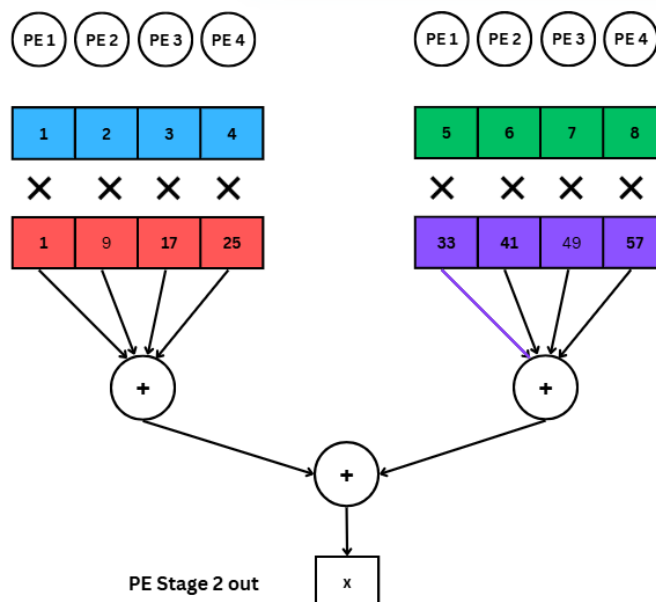 PE 1 PE 2 PE 3 PE 4 PE 1 PE 2 PE 3 PE 4
1 2 3 4 5 6 7 8
× × × × × × × ×
1 9 17 25 33 41 49 57
+ +
+
PE Stage 2 out x